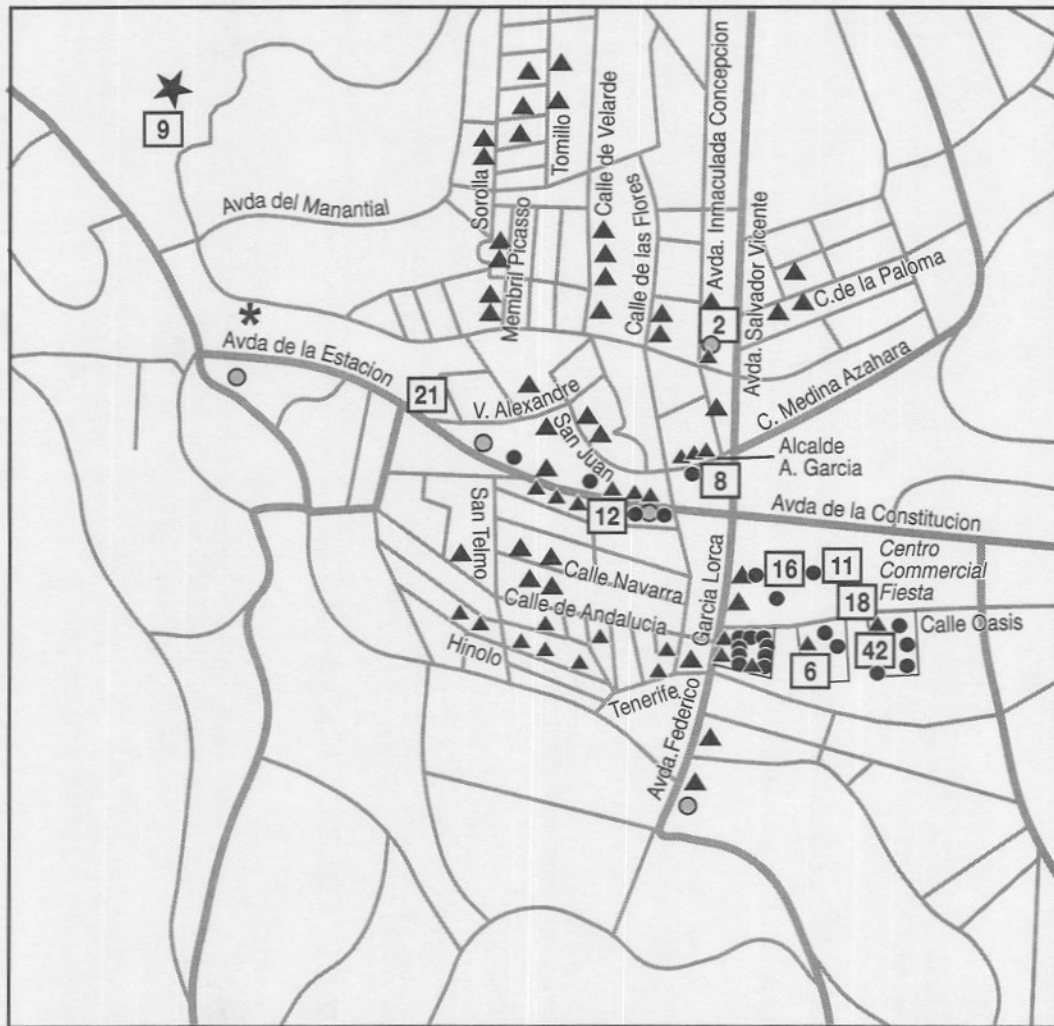 9
Avda del Manantial
Sorolla
Membril Picasso
Tomillo
Calle de Velarde
Calle de las Flores
Avda. Inmaculada Concepcion
Avda. Salvador Vicente
2
C.de la Paloma
*
Avda de la Estacion
21
V. Alexandre
San Juan
C. Medina Azahara
Alcalde
A. Garcia
8
12
Avda de la Constitucion
San Telmo
Calle Navarra
Calle de Andalucia
Hinolo
Tenerife
Avda. Federico
Garcia Lorca
16
11
Centro
Commercial
Fiesta
18
Calle Oasis
42
6